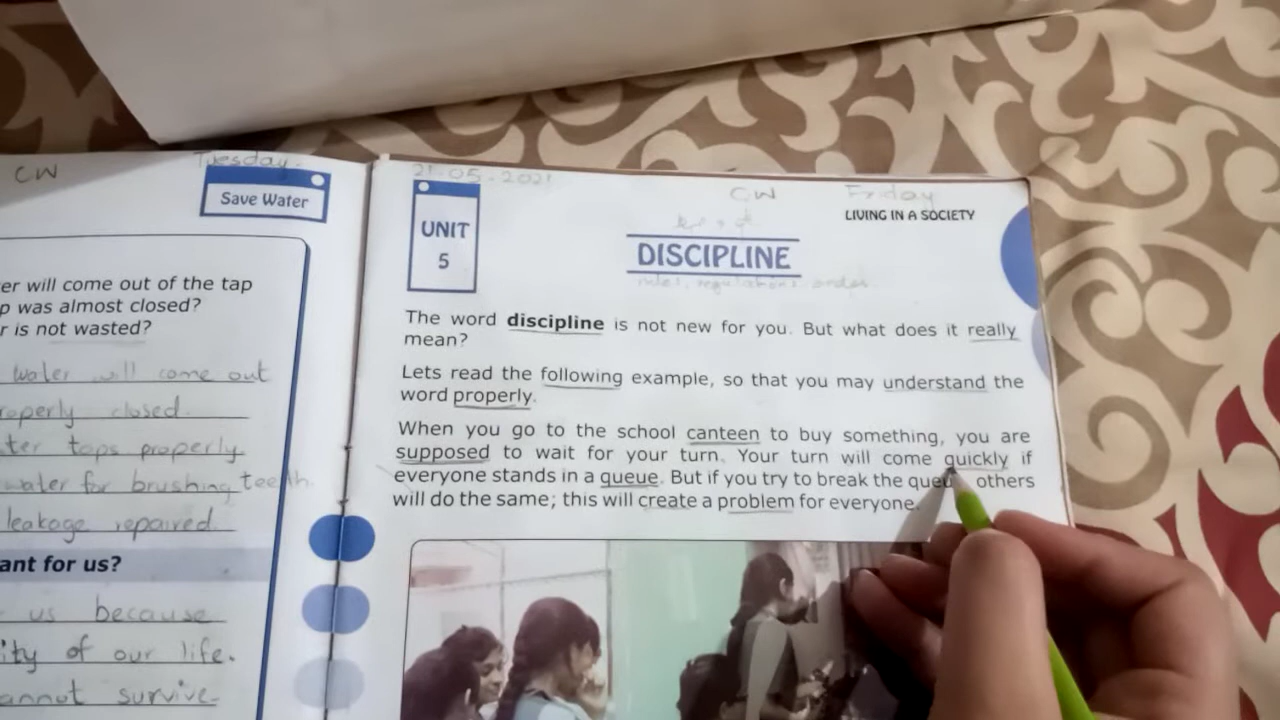 CW
Tuesday
Save Water
er will come out of the tap
p was almost closed?
r is not wasted?
water will come out
roperly closed.
ter taps properly
water for brushing teeth.
leakage repaired.
ant for us?
us because
ity of our life.
annot survive.
21-05-2021
CW
Friday
LIVING IN A SOCIETY
UNIT
5
DISCIPLINE
rules, regulations, order
The word discipline is not new for you. But what does it really
mean?
Lets read the following example, so that you may understand the
word properly.
When you go to the school canteen to buy something, you are
supposed to wait for your turn. Your turn will come quickly if
everyone stands in a queue. But if you try to break the queu others
will do the same; this will create a problem for everyone.